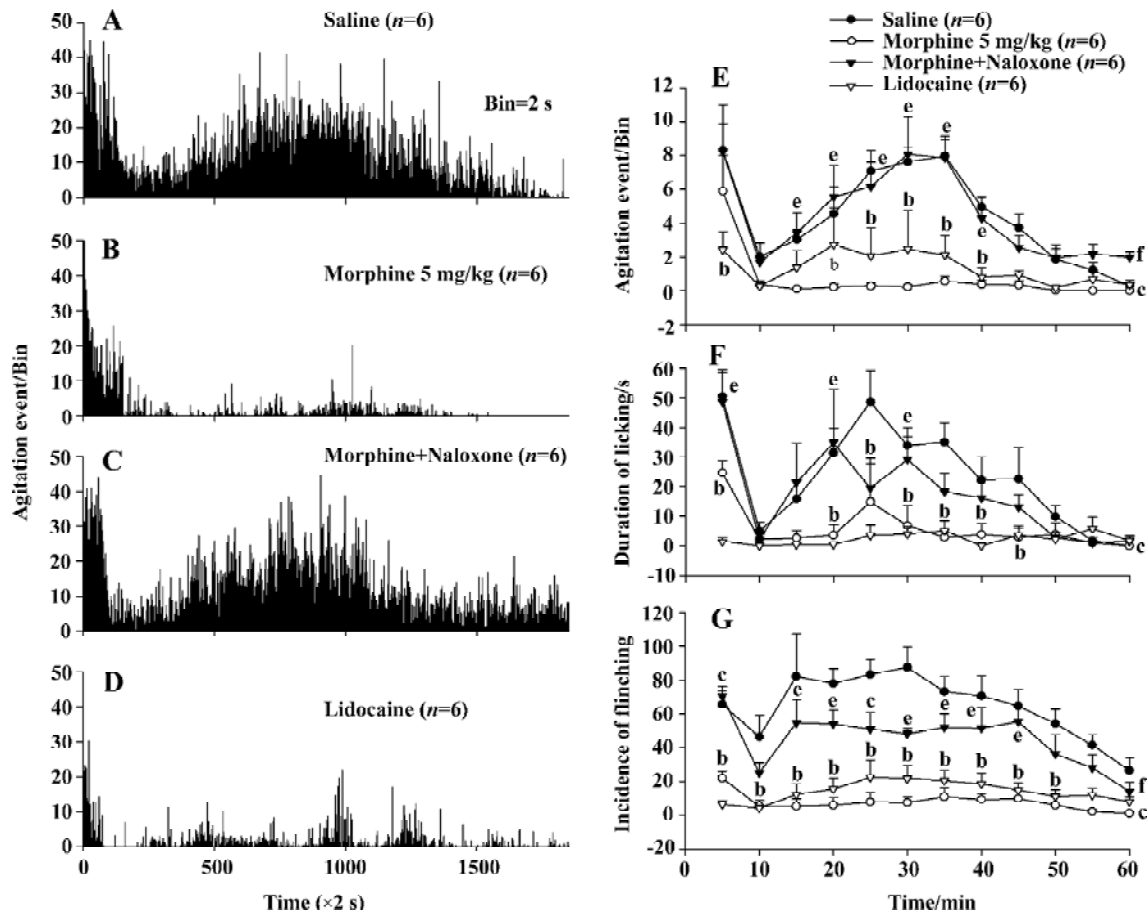 A
Saline (n=6)
Bin=2 s
50
40
30
20
10
0
B
Morphine 5 mg/kg (n=6)
50
40
30
20
10
0
C
Morphine+Naloxone (n=6)
50
40
30
20
10
0
D
Lidocaine (n=6)
50
40
30
20
10
0
0 500 1000 1500
Time (×2 s)
Agitation event/Bin
Saline (n=6)
Morphine 5 mg/kg (n=6)
Morphine+Naloxone (n=6)
Lidocaine (n=6)
E
Agitation event/Bin
12
10
8
6
4
2
0
-2
e e e e e
b b b b b b
e
f
c
F
Duration of licking/s
60
50
40
30
20
10
0
-10
e e e
b b b b b b b
c
G
Incidence of flinching
120
100
80
60
40
20
0
-20
c c e c e e e e
b b b b b b b b b b
f
c
0 10 20 30 40 50 60
Time/min